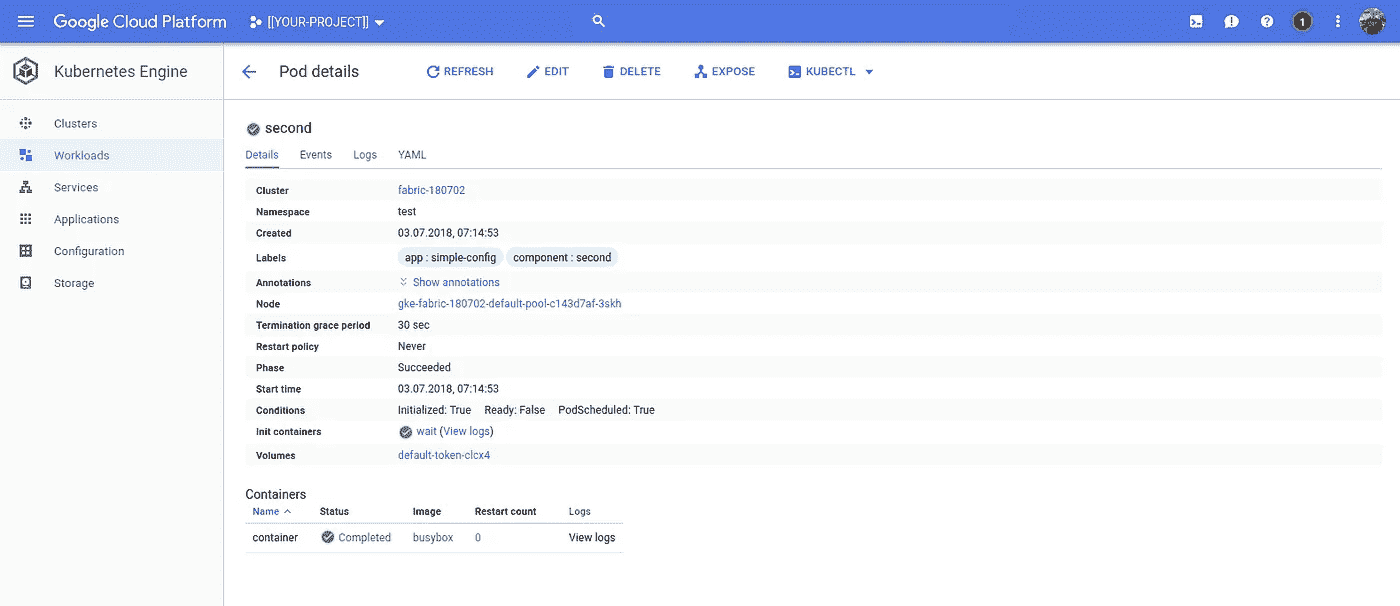 Google Cloud Platform [[YOUR-PROJECT]] 1
Kubernetes Engine Pod details REFRESH EDIT DELETE EXPOSE KUBECTL
Clusters
Workloads
Services
Applications
Configuration
Storage
second
Details Events Logs YAML
Cluster fabric-180702
Namespace test
Created 03.07.2018, 07:14:53
Labels app : simple-config component : second
Annotations Show annotations
Node gke-fabric-180702-default-pool-c143d7af-3skh
Termination grace period 30 sec
Restart policy Never
Phase Succeeded
Start time 03.07.2018, 07:14:53
Conditions Initialized: True Ready: False PodScheduled: True
Init containers wait (View logs)
Volumes default-token-clcx4
Containers
Name Status Image Restart count Logs
container Completed busybox 0 View logs